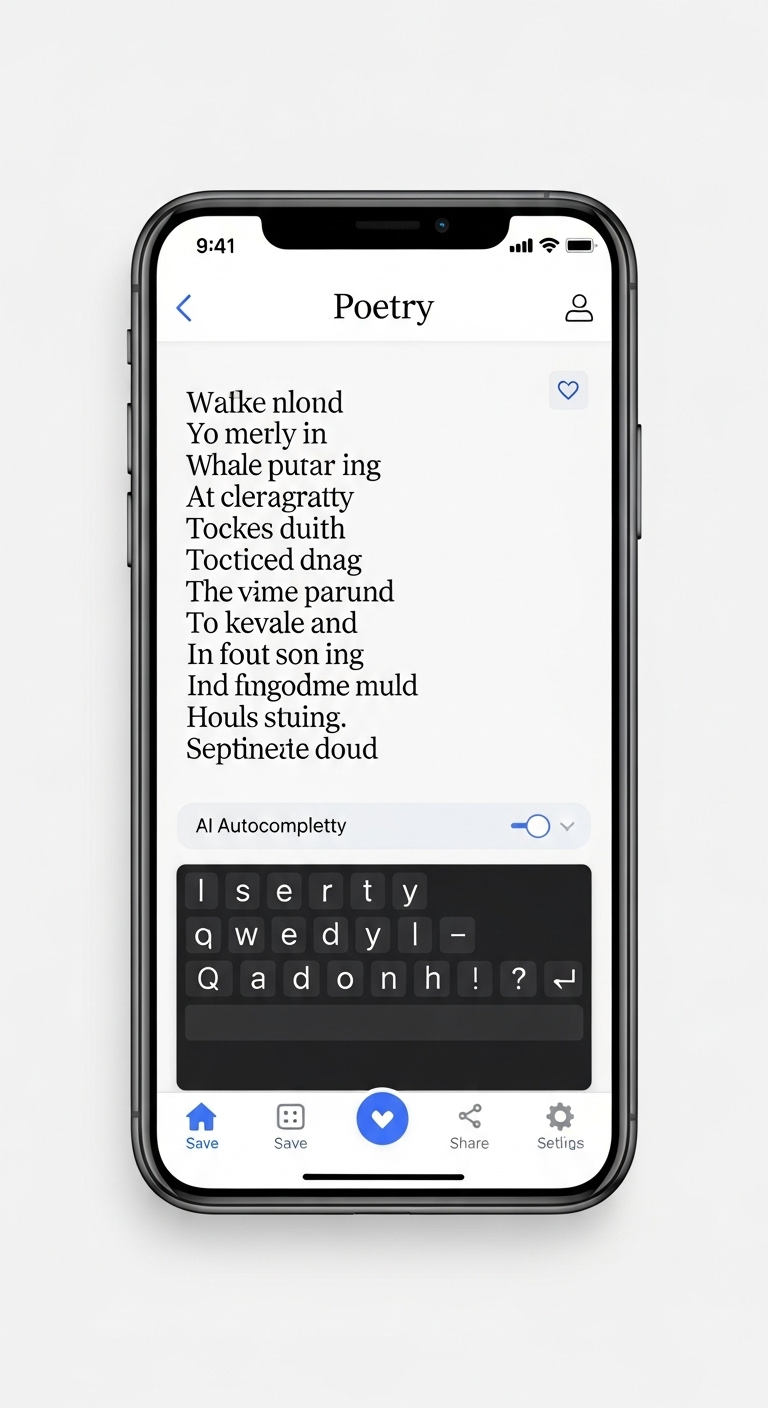 9:41
Poetry
Walke nlond
Yo merly in
Whale putar ing
At cleragratty
Tockes duith
Tocticed dnag
The vime parund
To kevale and
In fout son ing
Ind fingodme muld
Houls stuing.
doud
AI Autocompletty
l s e r t y
q w e d y l –
Q a d o n h ! ? ↵
Save Save Share Setligs